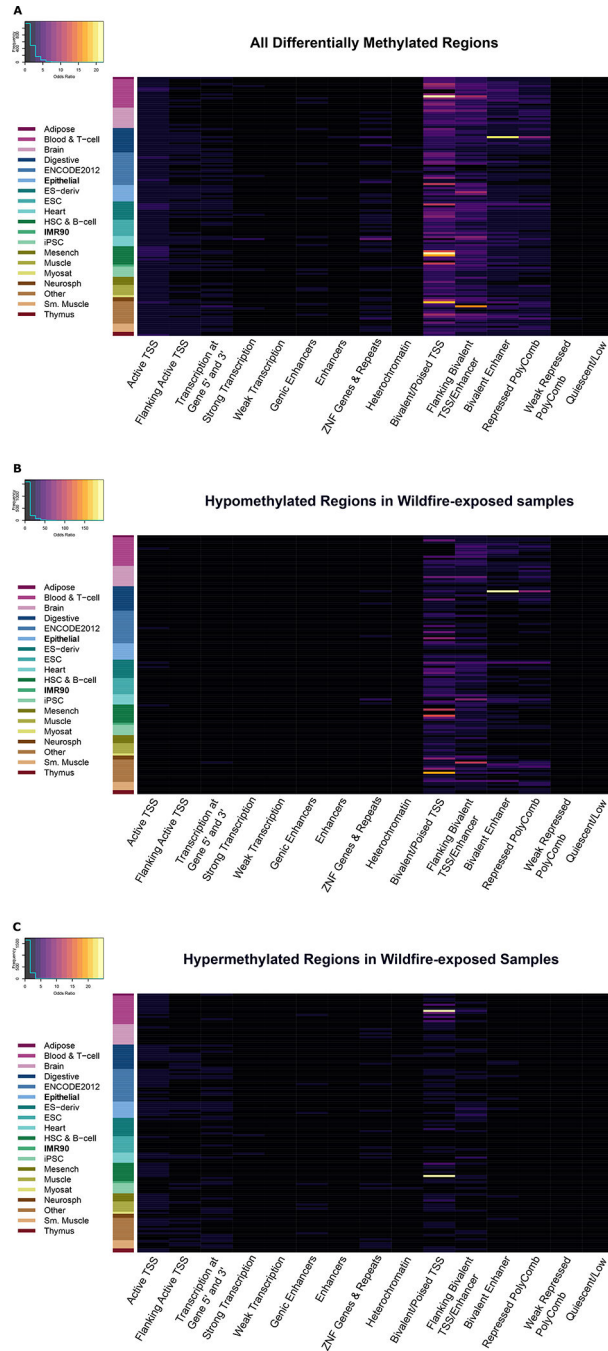 A
Frequency
0 400
0 5 10 15 20
Odds Ratio
All Differentially Methylated Regions
Adipose
Blood & T-cell
Brain
Digestive
ENCODE2012
Epithelial
ES-deriv
ESC
Heart
HSC & B-cell
IMR90
iPSC
Mesench
Muscle
Myosat
Neurosph
Other
Sm. Muscle
Thymus
Active TSS
Flanking Active TSS
Transcription at
Gene 5' and 3'
Strong Transcription
Weak Transcription
Genic Enhancers
Enhancers
ZNF Genes & Repeats
Heterochromatin
Bivalent/Poised TSS
Flanking Bivalent
TSS/Enhancer
Bivalent Enhaner
Repressed PolyComb
Weak Repressed
PolyComb
Quiescent/Low
B
Frequency
0 50 100 150
Odds Ratio
Hypomethylated Regions in Wildfire-exposed samples
Adipose
Blood & T-cell
Brain
Digestive
ENCODE2012
Epithelial
ES-deriv
ESC
Heart
HSC & B-cell
IMR90
iPSC
Mesench
Muscle
Myosat
Neurosph
Other
Sm. Muscle
Thymus
Active TSS
Flanking Active TSS
Transcription at
Gene 5' and 3'
Strong Transcription
Weak Transcription
Genic Enhancers
Enhancers
ZNF Genes & Repeats
Heterochromatin
Bivalent/Poised TSS
Flanking Bivalent
TSS/Enhancer
Bivalent Enhaner
Repressed PolyComb
Weak Repressed
PolyComb
Quiescent/Low
C
Frequency
0 5 10 15 20
Odds Ratio
Hypermethylated Regions in Wildfire-exposed Samples
Adipose
Blood & T-cell
Brain
Digestive
ENCODE2012
Epithelial
ES-deriv
ESC
Heart
HSC & B-cell
IMR90
iPSC
Mesench
Muscle
Myosat
Neurosph
Other
Sm. Muscle
Thymus
Active TSS
Flanking Active TSS
Transcription at
Gene 5' and 3'
Strong Transcription
Weak Transcription
Genic Enhancers
Enhancers
ZNF Genes & Repeats
Heterochromatin
Bivalent/Poised TSS
Flanking Bivalent
TSS/Enhancer
Bivalent Enhaner
Repressed PolyComb
Weak Repressed
PolyComb
Quiescent/Low